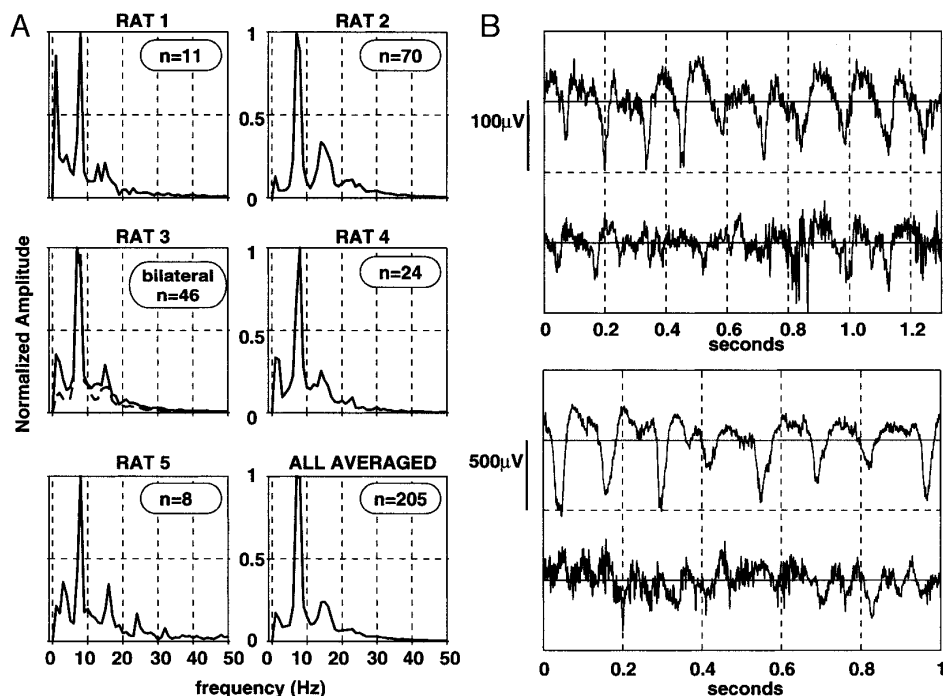 A
RAT 1
n=11
RAT 2
n=70
1
0.5
0
RAT 3
bilateral
n=46
RAT 4
n=24
1
0.5
0
RAT 5
n=8
ALL AVERAGED
n=205
1
0.5
0
0 10 20 30 40 50
0 10 20 30 40 50
Normalized Amplitude
frequency (Hz)
B
100µV
0 0.2 0.4 0.6 0.8 1.0 1.2
seconds
500µV
0 0.2 0.4 0.6 0.8 1
seconds